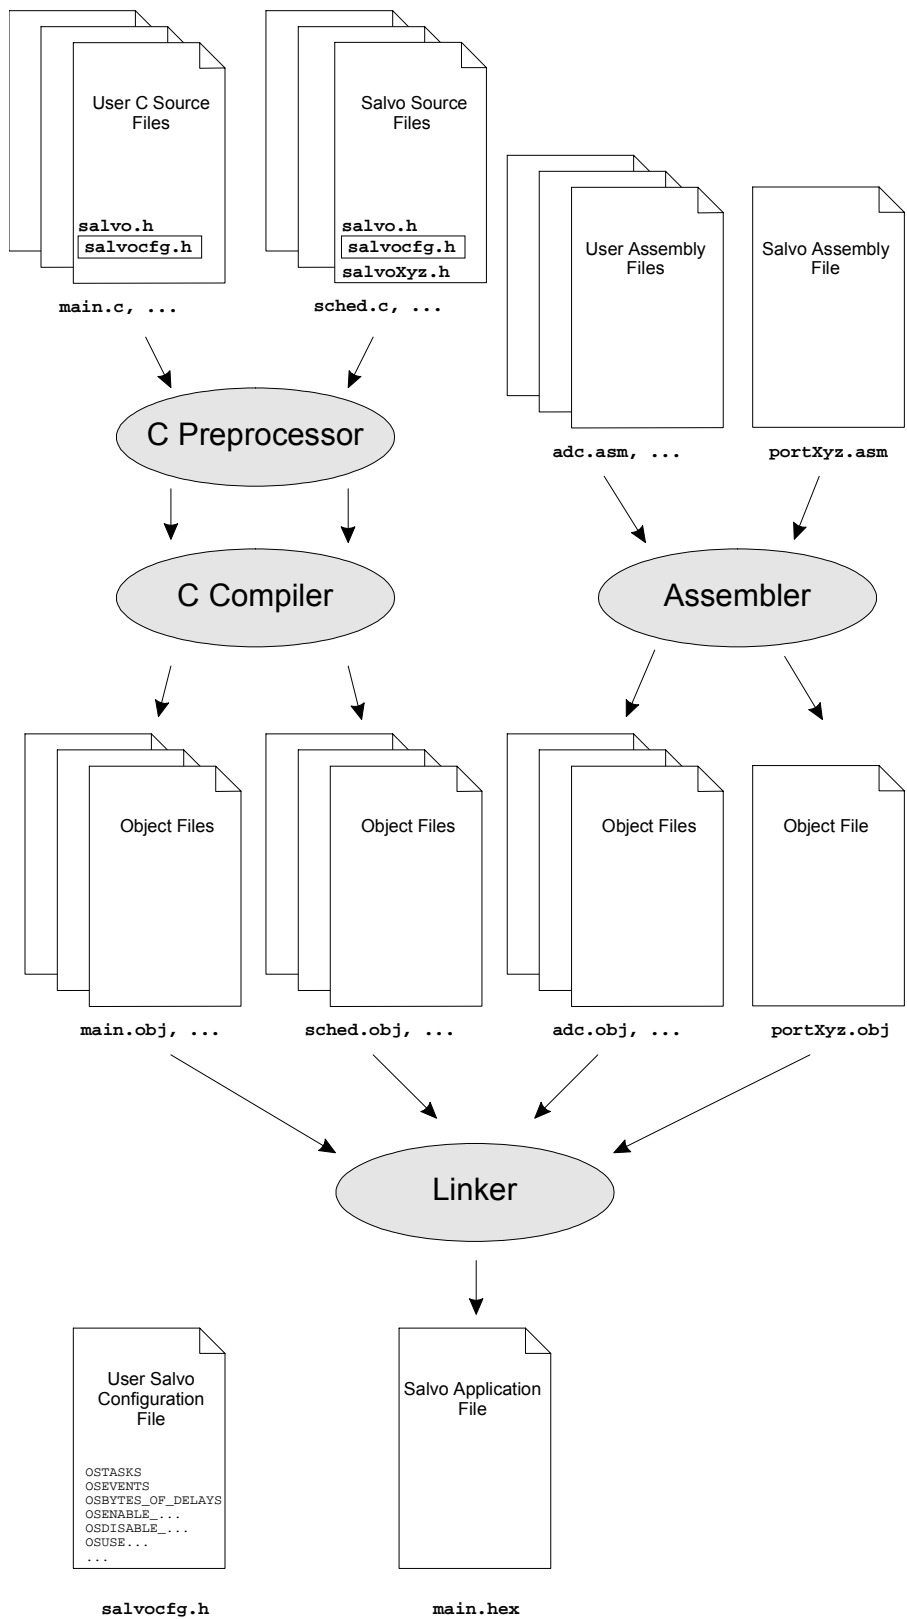 User C Source
Files
salvo.h
salvocfg.h
main.c, ...
Salvo Source
Files
salvo.h
salvocfg.h
salvoXyz.h
sched.c, ...
User Assembly
Files
adc.asm, ...
Salvo Assembly
File
portXyz.asm
C Preprocessor
C Compiler
Assembler
Object Files
main.obj, ...
Object Files
sched.obj, ...
Object Files
adc.obj, ...
Object File
portXyz.obj
Linker
User Salvo
Configuration
File
OSTASKS
OSEVENTS
OSBYTES_OF_DELAYS
OSENABLE_...
OSDISABLE_...
OSUSE...
...
salvocfg.h
Salvo Application
File
main.hex